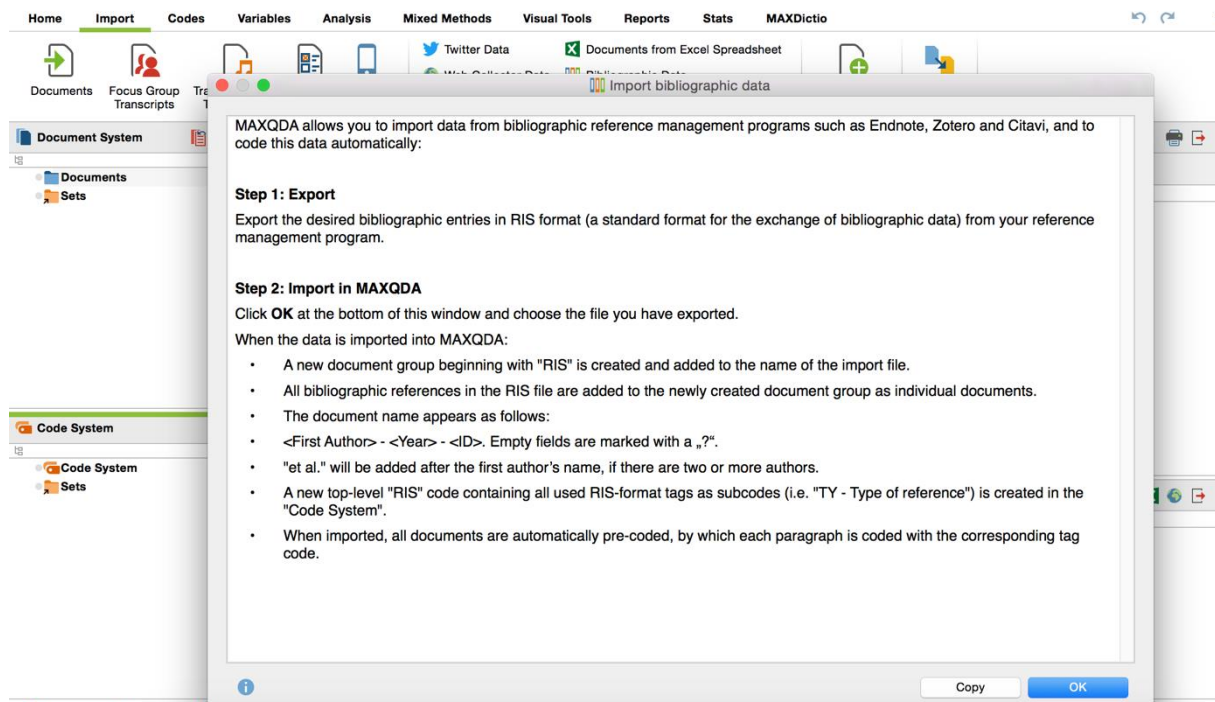 Home Import Codes Variables Analysis Mixed Methods Visual Tools Reports Stats MAXDictio
Twitter Data Documents from Excel Spreadsheet
Documents Focus Group
Transcripts
Import bibliographic data
Document System
Documents
Sets
Code System
Code System
Sets
MAXQDA allows you to import data from bibliographic reference management programs such as Endnote, Zotero and Citavi, and to
code this data automatically:
Step 1: Export
Export the desired bibliographic entries in RIS format (a standard format for the exchange of bibliographic data) from your reference
management program.
Step 2: Import in MAXQDA
Click OK at the bottom of this window and choose the file you have exported.
When the data is imported into MAXQDA:
• A new document group beginning with "RIS" is created and added to the name of the import file.
• All bibliographic references in the RIS file are added to the newly created document group as individual documents.
• The document name appears as follows:
• <First Author> - <Year> - <ID>. Empty fields are marked with a „?“.
• "et al." will be added after the first author’s name, if there are two or more authors.
• A new top-level "RIS" code containing all used RIS-format tags as subcodes (i.e. "TY - Type of reference") is created in the
"Code System".
• When imported, all documents are automatically pre-coded, by which each paragraph is coded with the corresponding tag
code.
Copy OK